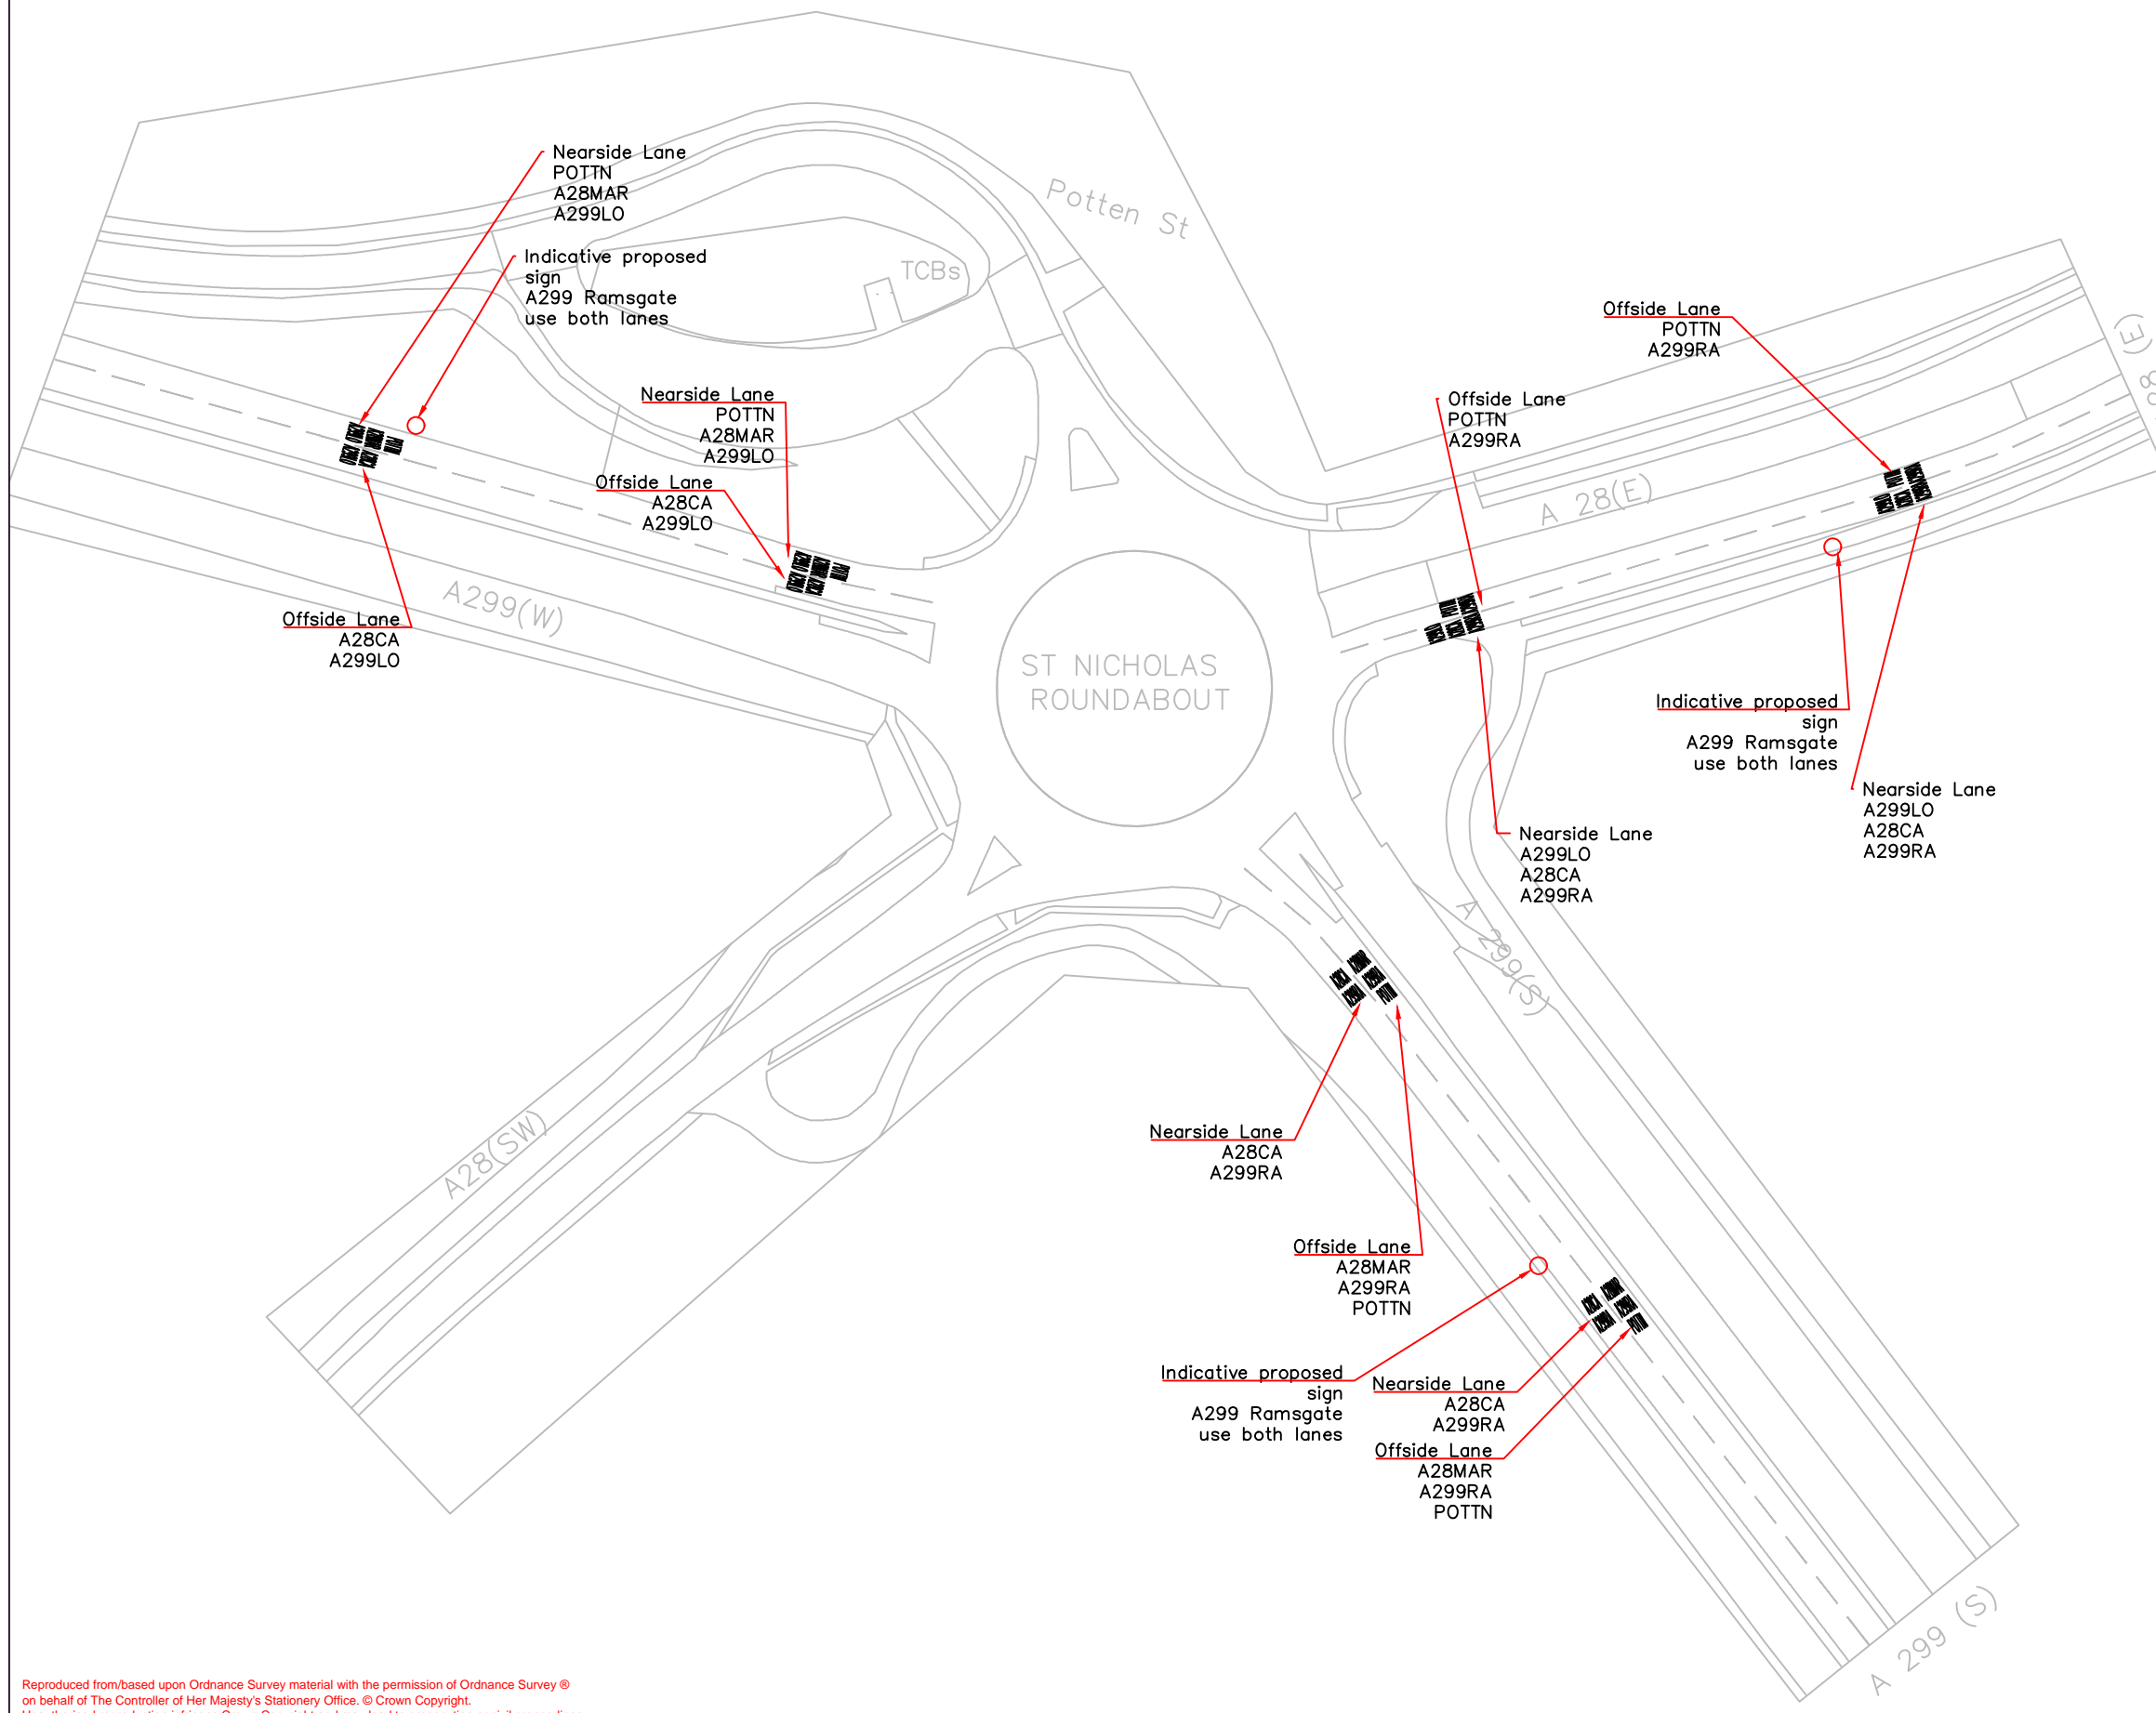 Nearside Lane
POTTN
A28MAR
A299LO
Indicative proposed
sign
A299 Ramsgate
use both lanes
Potten St
TCBs
Nearside Lane
POTTN
A28MAR
A299LO
Offside Lane
A28CA
A299LO
Offside Lane
A28CA
A299LO
A299(W)
Offside Lane
POTTN
A299RA
Offside Lane
POTTN
A299RA
A 28(E)
(E)
ST NICHOLAS
ROUNDABOUT
Indicative proposed
sign
A299 Ramsgate
use both lanes
Nearside Lane
A299LO
A28CA
A299RA
Nearside Lane
A299LO
A28CA
A299RA
A 299(S)
A28(SW)
Nearside Lane
A28CA
A299RA
Offside Lane
A28MAR
A299RA
POTTN
Indicative proposed
sign
A299 Ramsgate
use both lanes
Nearside Lane
A28CA
A299RA
Offside Lane
A28MAR
A299RA
POTTN
A 299 (S)
Reproduced from/based upon Ordnance Survey material with the permission of Ordnance Survey ®
on behalf of The Controller of Her Majesty's Stationery Office. © Crown Copyright.